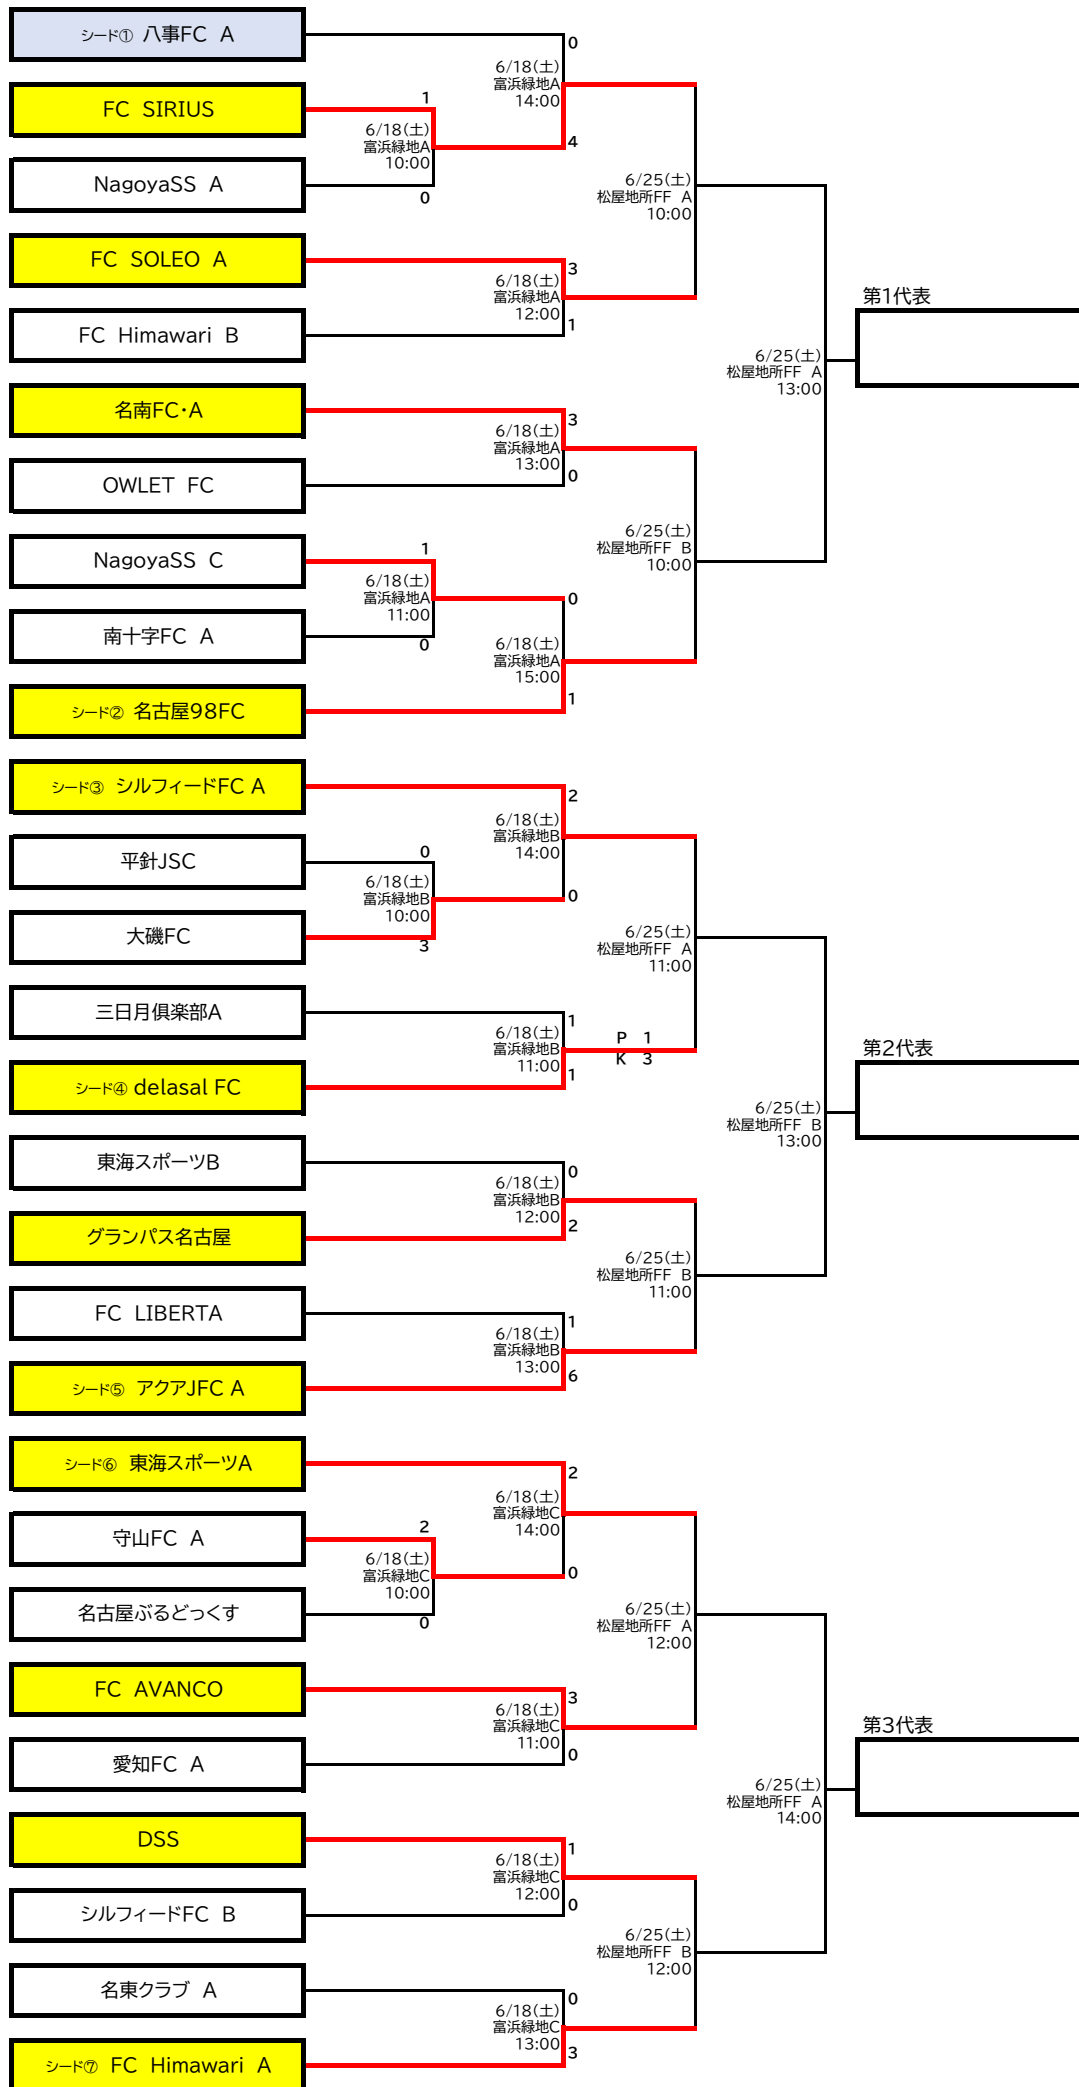 シード① 八事FC A
0
6/18(土)
富浜緑地A
14:00
FC SIRIUS
1
6/18(土)
富浜緑地A
10:00
4
NagoyaSS A
0
6/25(土)
松屋地所FF A
10:00
FC SOLEO A
3
6/18(土)
富浜緑地A
12:00
FC Himawari B
1
第1代表
6/25(土)
松屋地所FF A
13:00
名南FC・A
3
6/18(土)
富浜緑地A
13:00
OWLET FC
0
6/25(土)
松屋地所FF B
10:00
NagoyaSS C
1
6/18(土)
富浜緑地A
11:00
0
南十字FC A
0
6/18(土)
富浜緑地A
15:00
シード② 名古屋98FC
1
シード③ シルフィードFC A
2
6/18(土)
富浜緑地B
14:00
平針JSC
0
6/18(土)
富浜緑地B
10:00
0
大磯FC
3
6/25(土)
松屋地所FF A
11:00
三日月倶楽部A
1
6/18(土)
富浜緑地B
11:00
P 1
K 3
シード④ delasal FC
1
第2代表
6/25(土)
松屋地所FF B
13:00
東海スポーツB
0
6/18(土)
富浜緑地B
12:00
グランパス名古屋
2
6/25(土)
松屋地所FF B
11:00
FC LIBERTA
1
6/18(土)
富浜緑地B
13:00
シード⑤ アクアJFC A
6
シード⑥ 東海スポーツA
2
6/18(土)
富浜緑地C
14:00
守山FC A
2
6/18(土)
富浜緑地C
10:00
0
名古屋ぶるどっくす
0
6/25(土)
松屋地所FF A
12:00
FC AVANCO
3
6/18(土)
富浜緑地C
11:00
愛知FC A
0
第3代表
6/25(土)
松屋地所FF A
14:00
DSS
1
6/18(土)
富浜緑地C
12:00
シルフィードFC B
0
6/25(土)
松屋地所FF B
12:00
名東クラブ A
0
6/18(土)
富浜緑地C
13:00
シード⑦ FC Himawari A
3